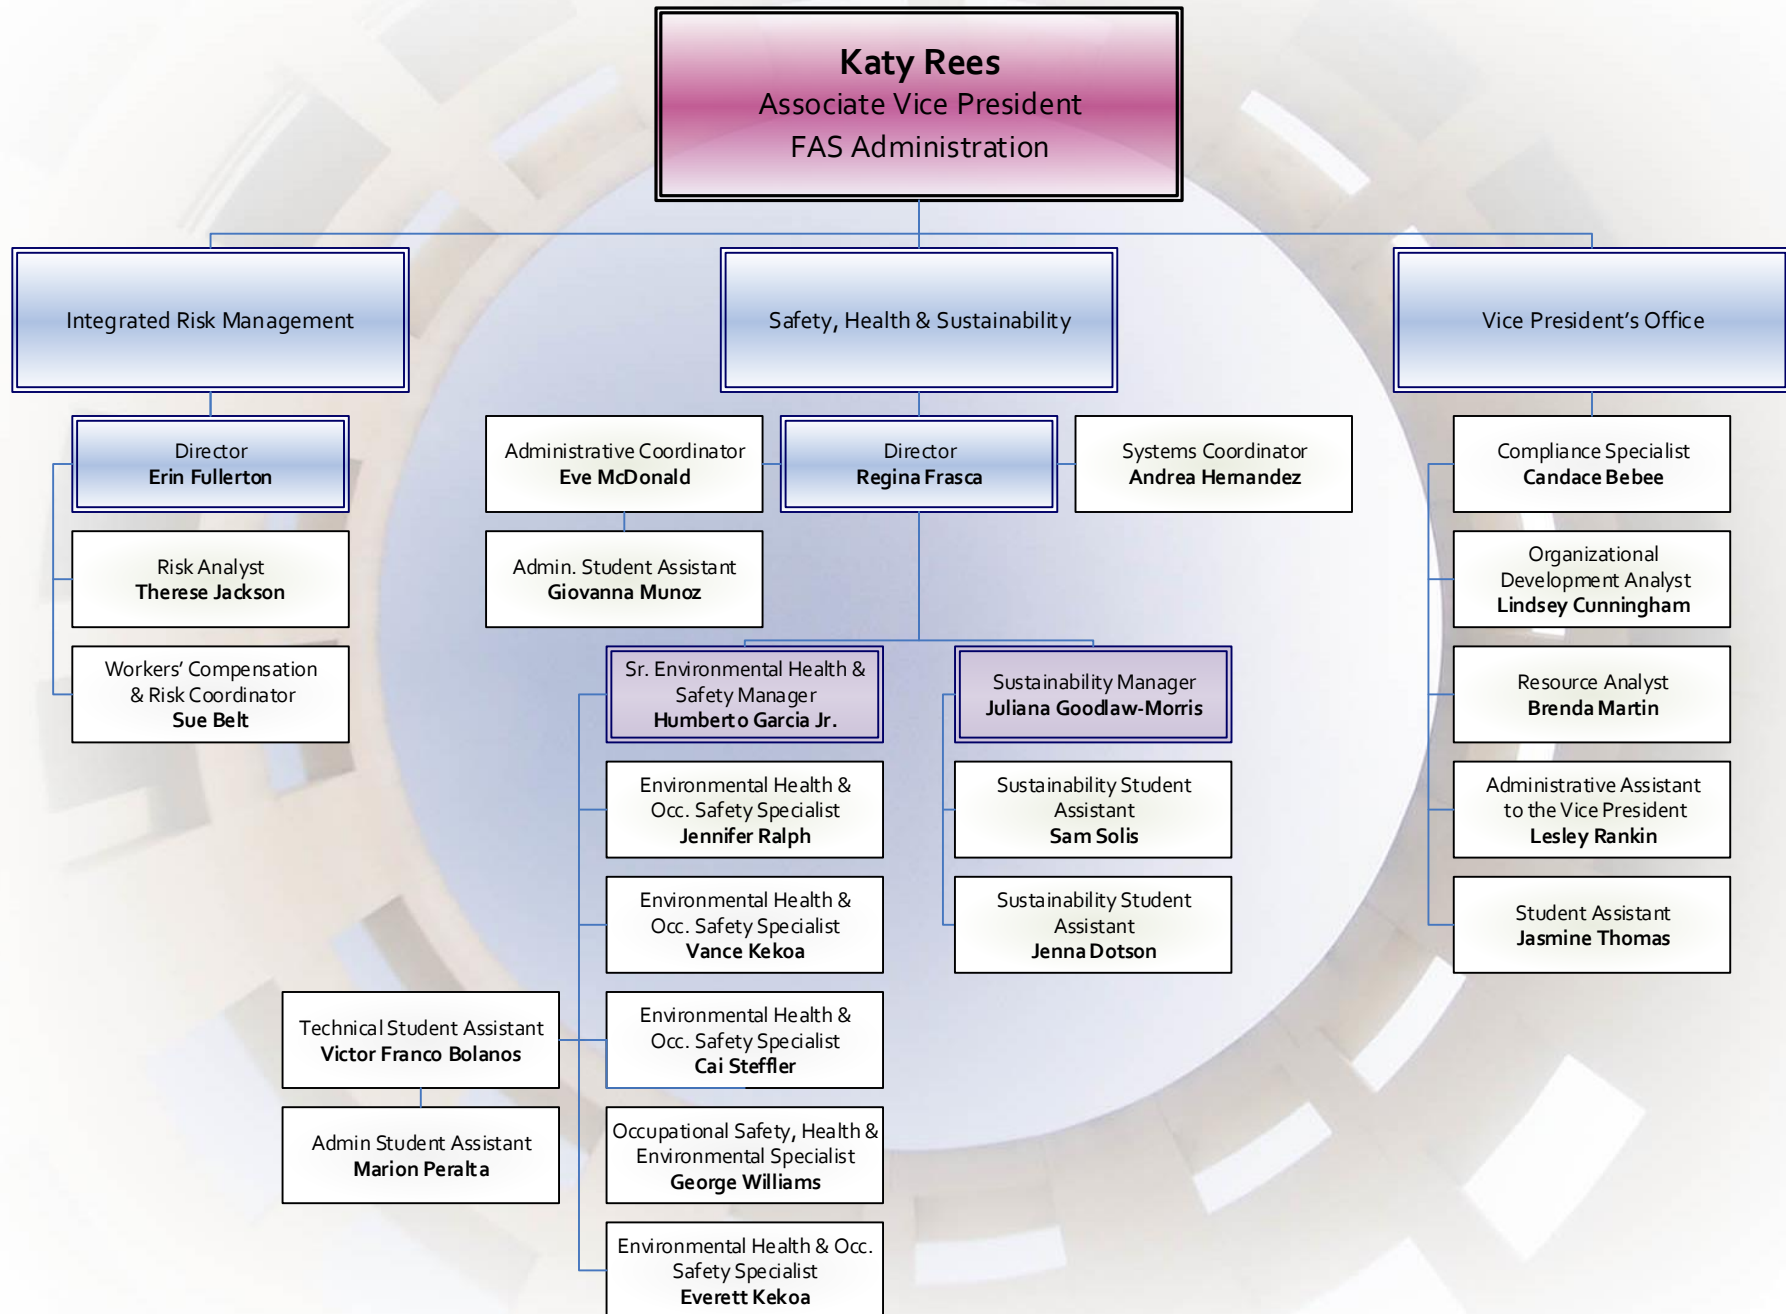 Katy Rees
Associate Vice President
FAS Administration
Integrated Risk Management
Safety, Health & Sustainability
Vice President’s Office
Director
Erin Fullerton
Risk Analyst
Therese Jackson
Workers’ Compensation
& Risk Coordinator
Sue Belt
Administrative Coordinator
Eve McDonald
Director
Regina Frasca
Systems Coordinator
Andrea Hernandez
Admin. Student Assistant
Giovanna Munoz
Sr. Environmental Health &
Safety Manager
Humberto Garcia Jr.
Environmental Health &
Occ. Safety Specialist
Jennifer Ralph
Environmental Health &
Occ. Safety Specialist
Vance Kekoa
Technical Student Assistant
Victor Franco Bolanos
Admin Student Assistant
Marion Peralta
Environmental Health &
Occ. Safety Specialist
Cai Steffler
Occupational Safety, Health &
Environmental Specialist
George Williams
Environmental Health & Occ.
Safety Specialist
Everett Kekoa
Sustainability Manager
Juliana Goodlaw-Morris
Sustainability Student
Assistant
Sam Solis
Sustainability Student
Assistant
Jenna Dotson
Compliance Specialist
Candace Bebee
Organizational
Development Analyst
Lindsey Cunningham
Resource Analyst
Brenda Martin
Administrative Assistant
to the Vice President
Lesley Rankin
Student Assistant
Jasmine Thomas